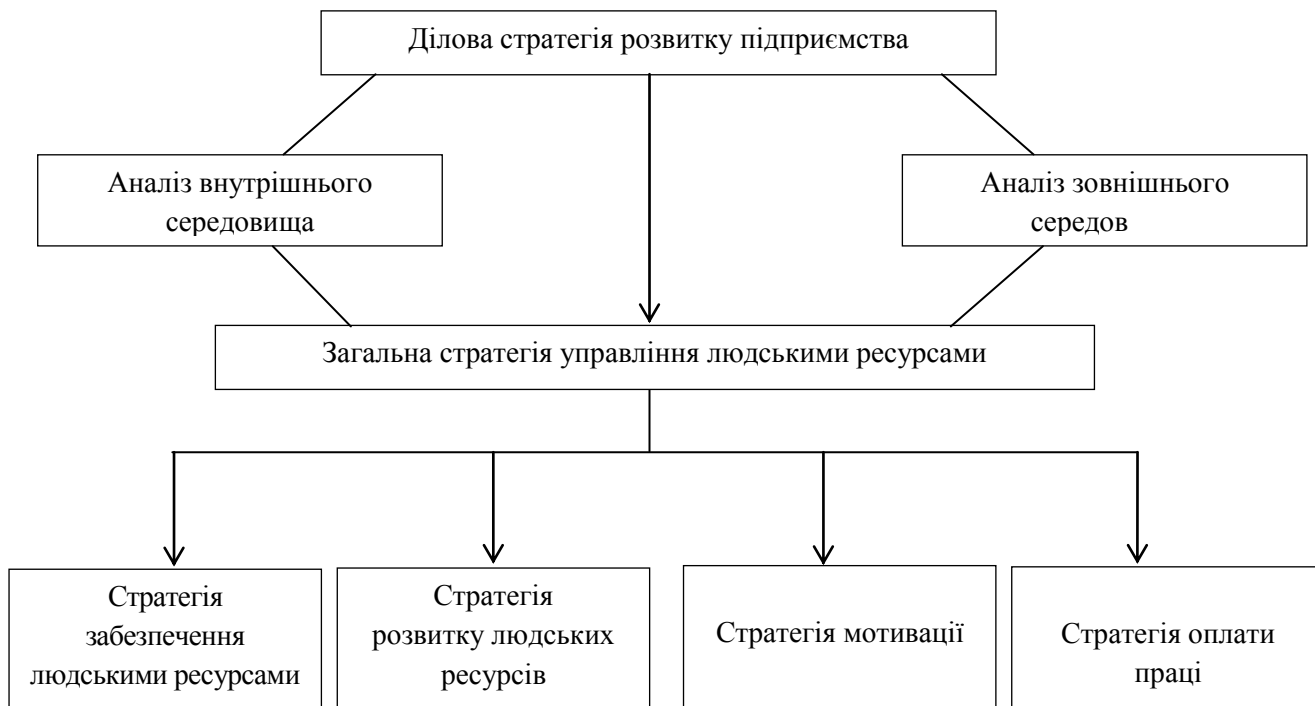 Ділова стратегія розвитку підприємства
Аналіз внутрішнього
середовища
Аналіз зовнішнього
середов
Загальна стратегія управління людськими ресурсами
Стратегія
забезпечення
людськими ресурсами
Стратегія
розвитку людських
ресурсів
Стратегія мотивації
Стратегія оплати
праці